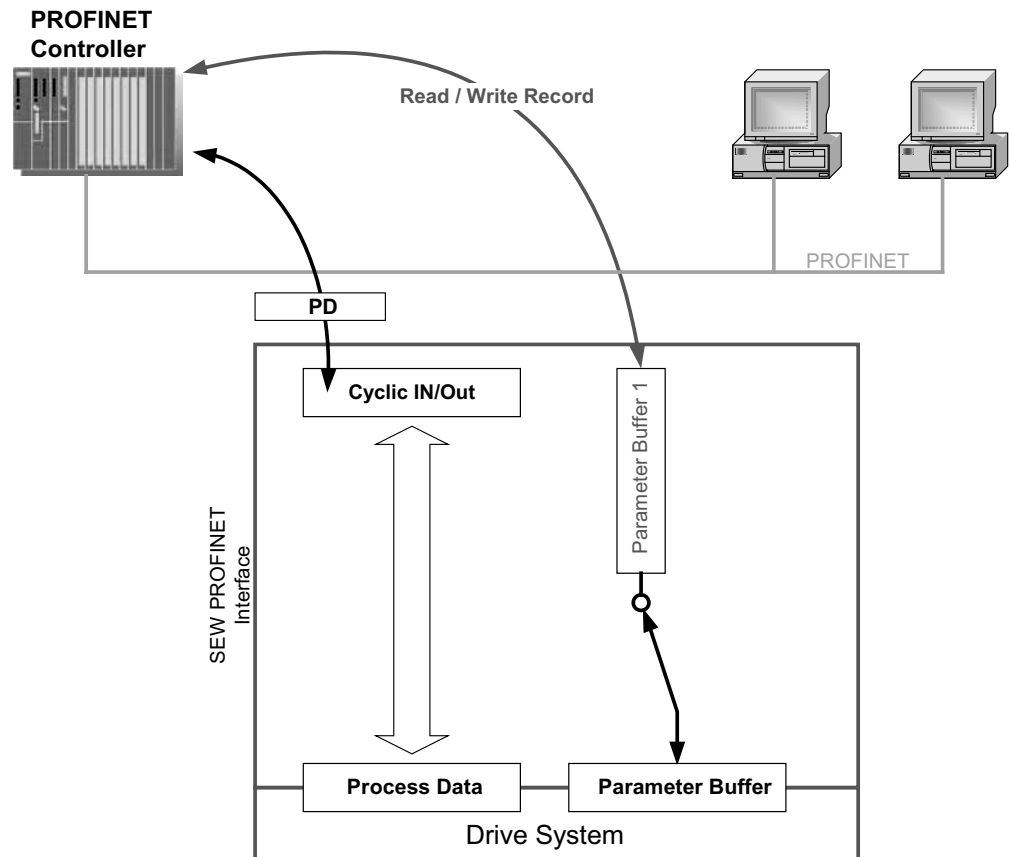 PROFINET
Controller
Read / Write Record
PROFINET
PD
Cyclic IN/Out
Parameter Buffer 1
SEW PROFINET
Interface
Process Data
Parameter Buffer
Drive System